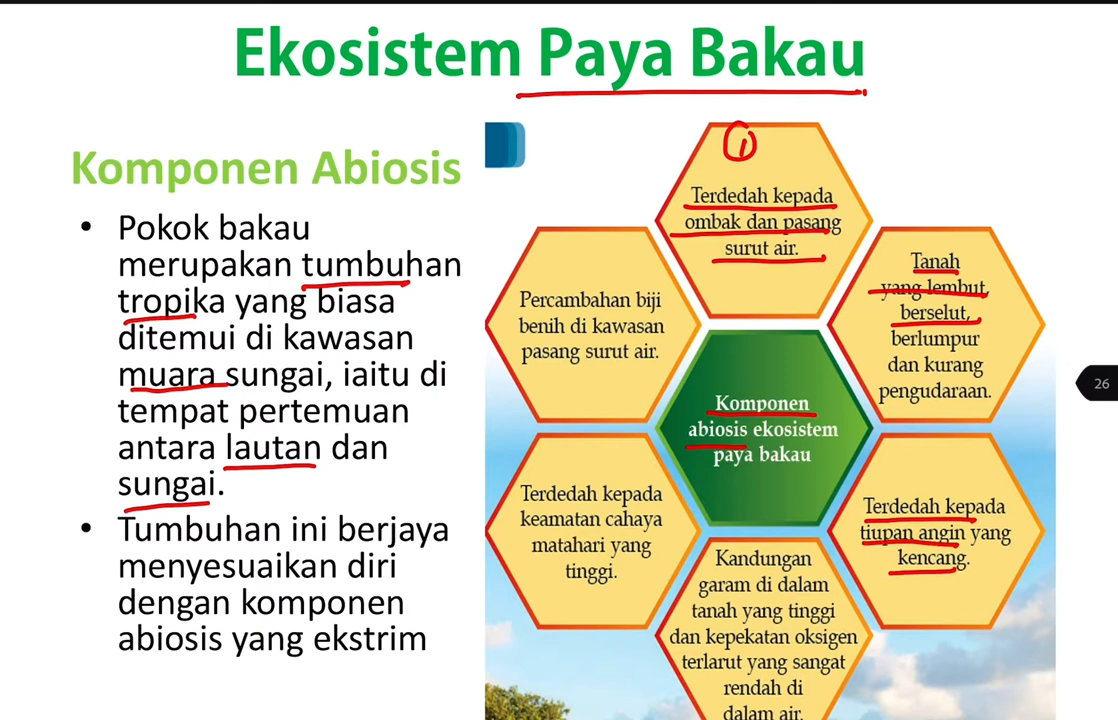 Ekosistem Paya Bakau
Komponen Abiosis
• Pokok bakau
merupakan tumbuhan
tropika yang biasa
ditemui di kawasan
muara sungai, iaitu di
tempat pertemuan
antara lautan dan
sungai.
• Tumbuhan ini berjaya
menyesuaikan diri
dengan komponen
abiosis yang ekstrim
1
Terdedah kepada
ombak dan pasang
surut air.
Tanah
yang lembut,
berselut,
berlumpur
dan kurang
pengudaraan.
Terdedah kepada
tiupan angin yang
kencang.
Kandungan
garam di dalam
tanah yang tinggi
dan kepekatan oksigen
terlarut yang sangat
rendah di
dalam air.
Terdedah kepada
keamatan cahaya
matahari yang
tinggi.
Percambahan biji
benih di kawasan
pasang surut air.
Komponen
abiosis ekosistem
paya bakau
26